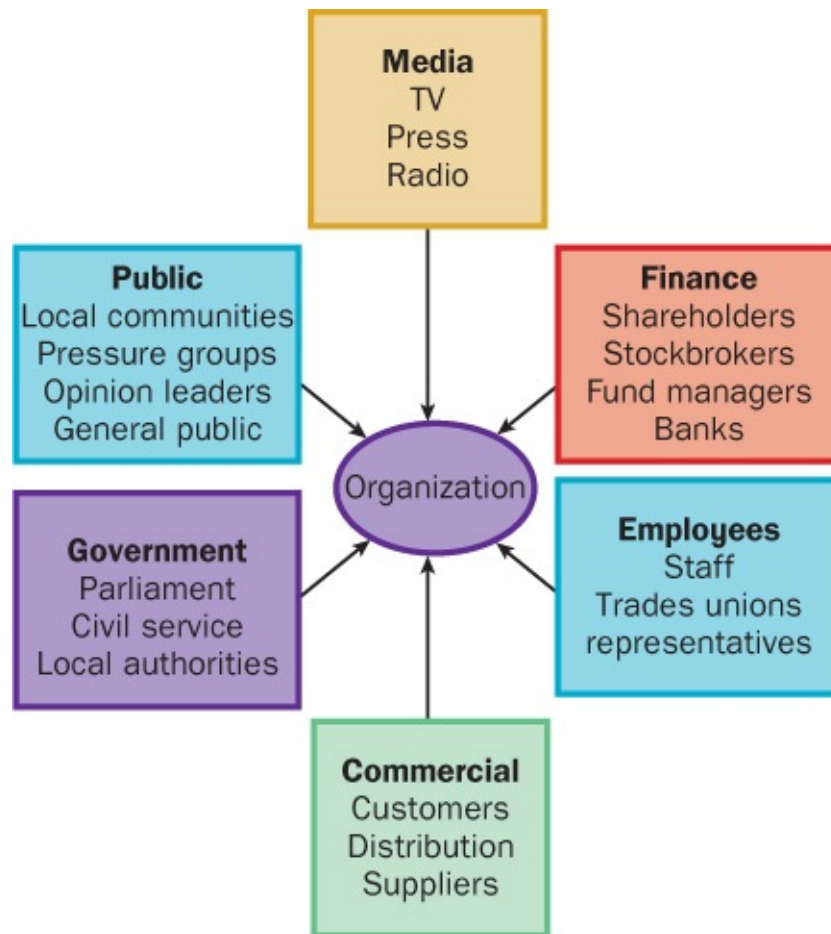 Media
TV
Press
Radio
Public
Local communities
Pressure groups
Opinion leaders
General public
Finance
Shareholders
Stockbrokers
Fund managers
Banks
Organization
Government
Parliament
Civil service
Local authorities
Employees
Staff
Trades unions
representatives
Commercial
Customers
Distribution
Suppliers